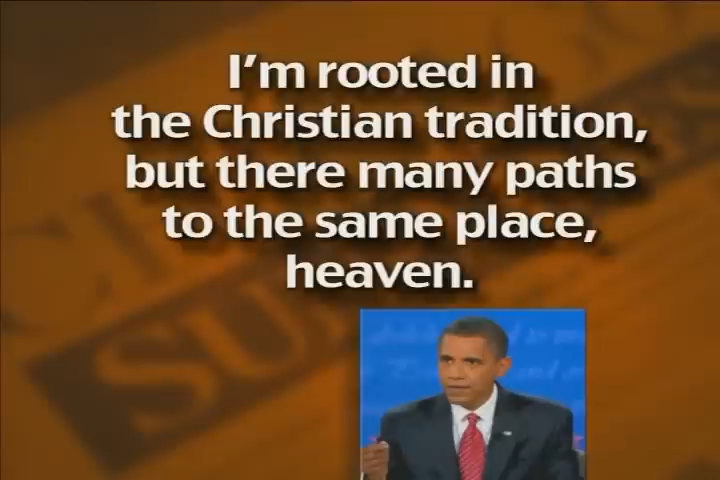 I'm rooted in
the Christian tradition,
but there many paths
to the same place,
heaven.